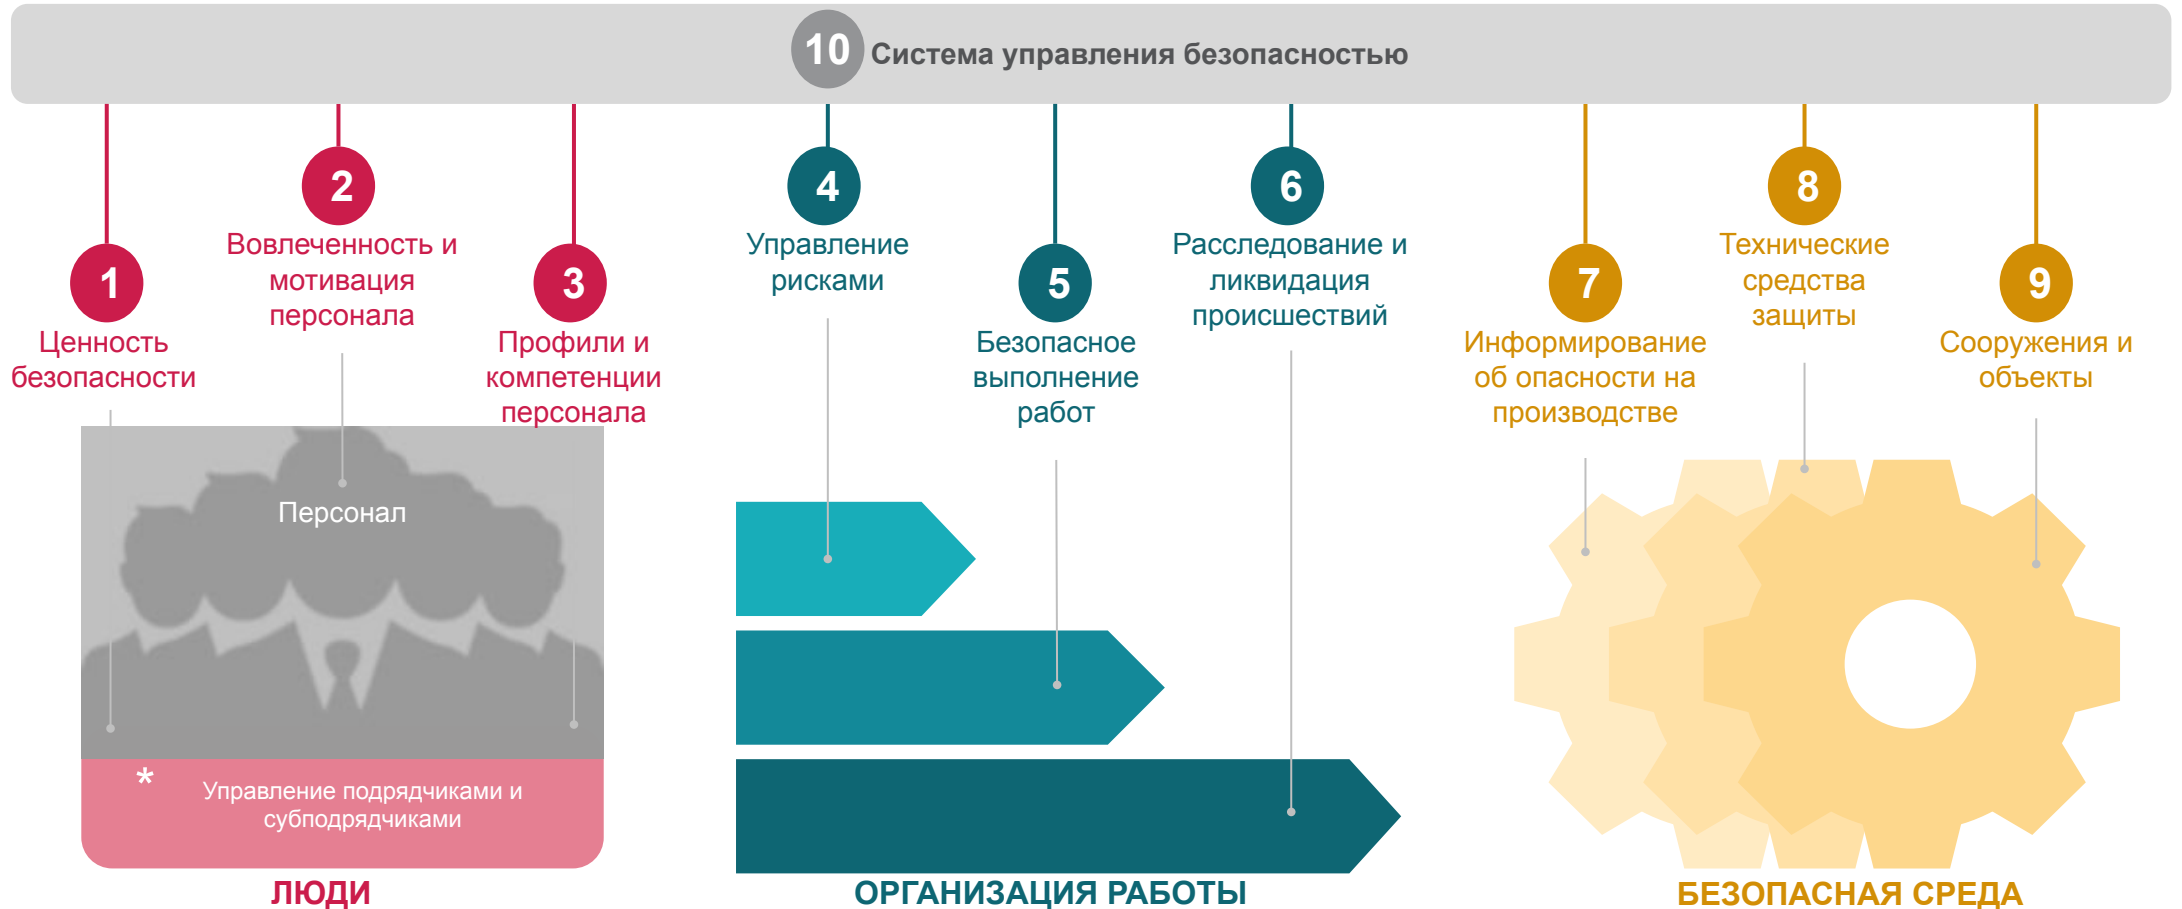 10 Система управления безопасностью
1
Ценность
безопасности
2
Вовлеченность и
мотивация
персонала
3
Профили и
компетенции
персонала
Персонал
* Управление подрядчиками и
субподрядчиками
ЛЮДИ
4
Управление
рисками
5
Безопасное
выполнение
работ
6
Расследование и
ликвидация
происшествий
ОРГАНИЗАЦИЯ РАБОТЫ
7
Информирование
об опасности на
производстве
8
Технические
средства
защиты
9
Сооружения и
объекты
БЕЗОПАСНАЯ СРЕДА